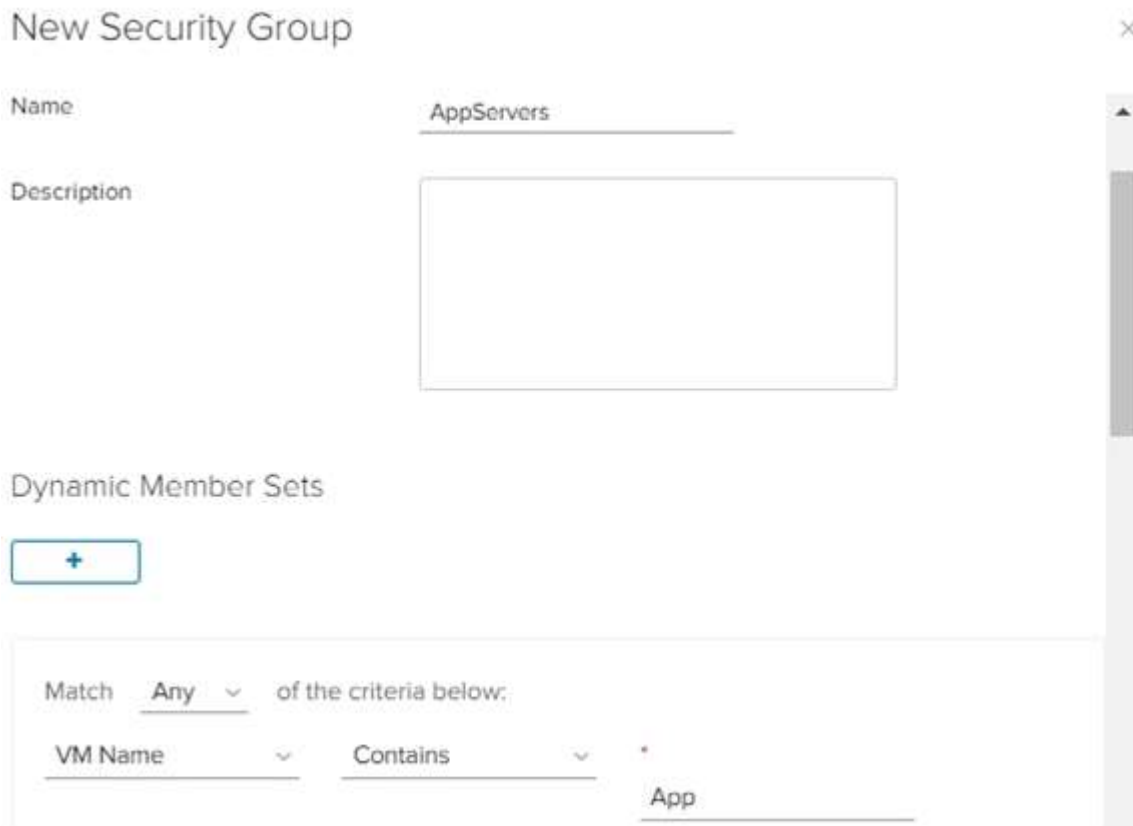 New Security Group
Name
AppServers
Description
Dynamic Member Sets
+
Match Any of the criteria below:
VM Name Contains *
App